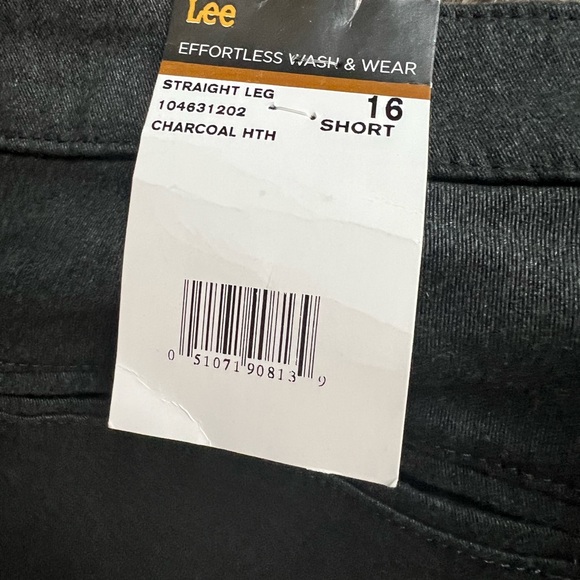 Lee
EFFORTLESS WASH & WEAR
STRAIGHT LEG 16
104631202 SHORT
CHARCOAL HTH
0 51071 90813 9